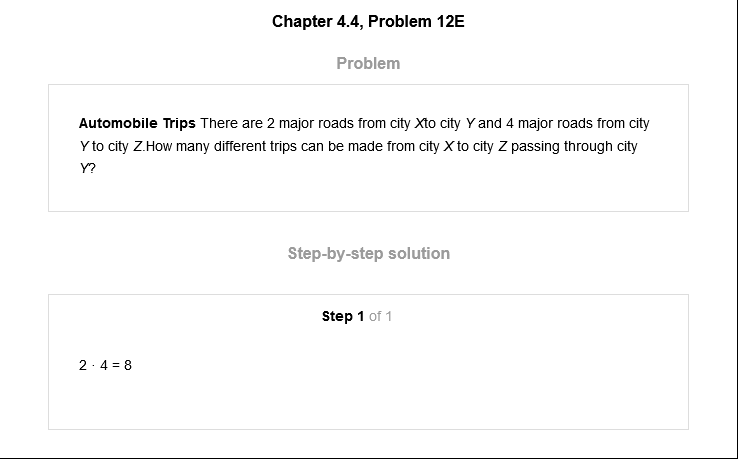 Chapter 4.4, Problem 12E
Problem
Automobile Trips There are 2 major roads from city Xto city Y and 4 major roads from city
Y to city Z.How many different trips can be made from city X to city Z passing through city
Y?
Step-by-step solution
Step 1 of 1
2 · 4 = 8